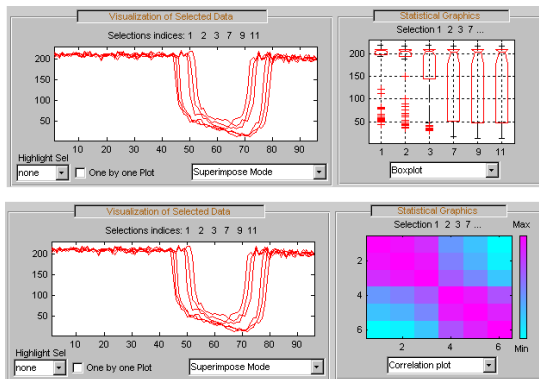 Visualization of Selected Data
Selections indices: 1 2 3 7 9 11
200
150
100
50
10 20 30 40 50 60 70 80 90
Highlight Sel
none
One by one Plot
Superimpose Mode
Statistical Graphics
Selection 1 2 3 7 ...
200
150
100
50
1 2 3 7 9 11
Boxplot
Visualization of Selected Data
Selections indices: 1 2 3 7 9 11
200
150
100
50
10 20 30 40 50 60 70 80 90
Highlight Sel
none
One by one Plot
Superimpose Mode
Statistical Graphics
Selection 1 2 3 7 ...
Max
2
4
6
2 4 6
Min
Correlation plot